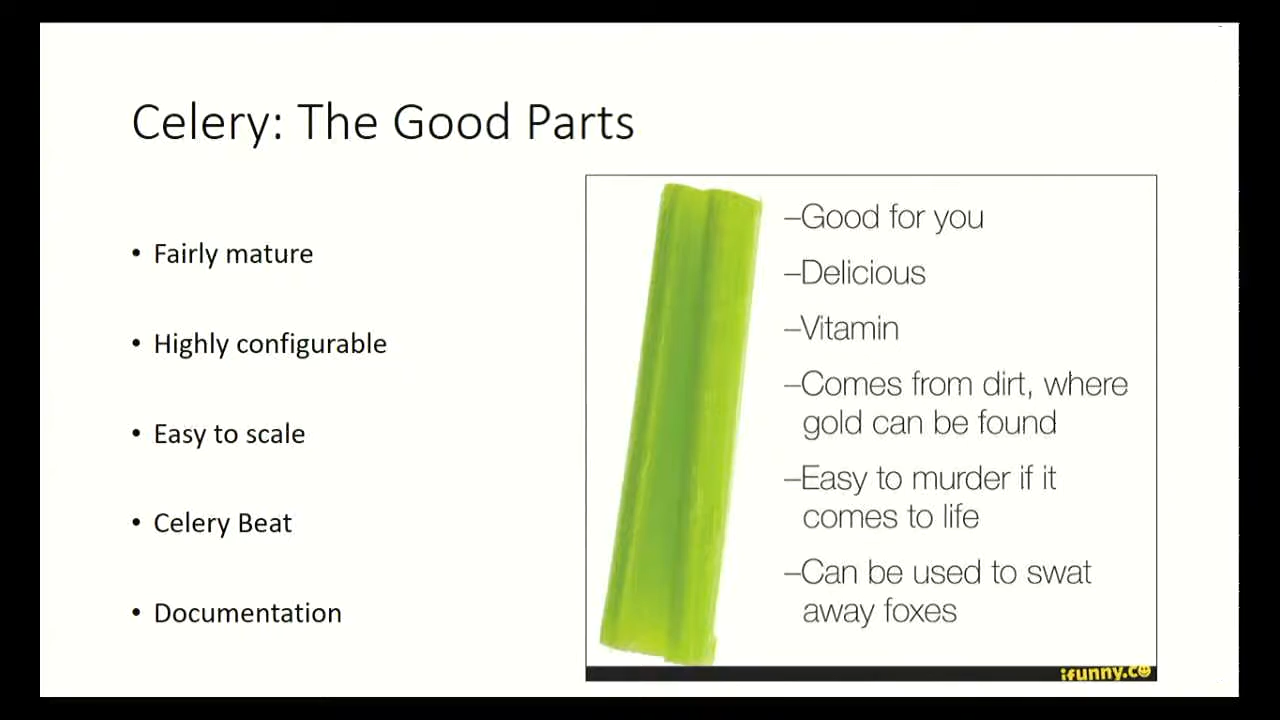 Celery: The Good Parts
• Fairly mature
• Highly configurable
• Easy to scale
• Celery Beat
• Documentation
–Good for you
–Delicious
–Vitamin
–Comes from dirt, where
gold can be found
–Easy to murder if it
comes to life
–Can be used to swat
away foxes
ifunny.co